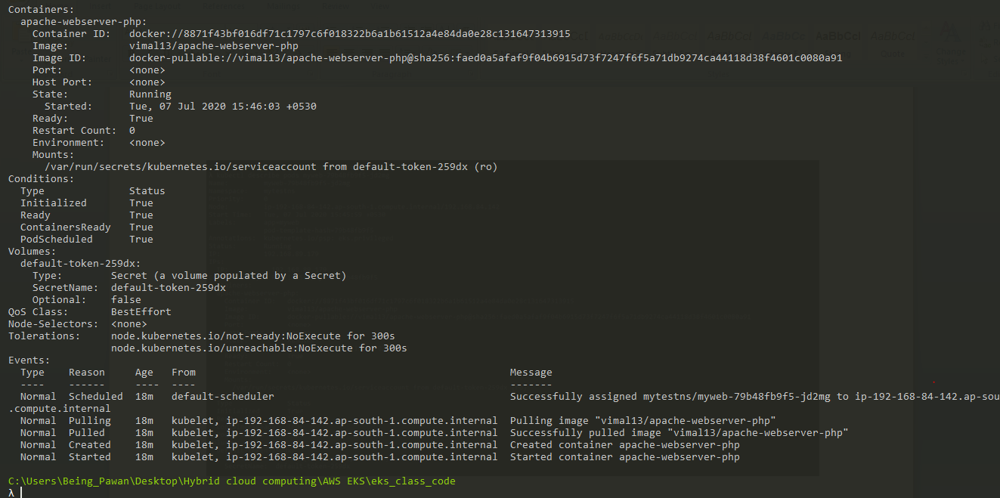 Containers:
  apache-webserver-php:
    Container ID:   docker://8871f43bf016df71c1797c6f018322b6a1b61512a4e84da0e28c131647313915
    Image:          vimal13/apache-webserver-php
    Image ID:       docker-pullable://vimal13/apache-webserver-php@sha256:faed0a5afaf9f04b6915d73f7247f6f5a71db9274ca44118d38f4601c0080a91
    Port:           <none>
    Host Port:      <none>
    State:          Running
      Started:      Tue, 07 Jul 2020 15:46:03 +0530
    Ready:          True
    Restart Count:  0
    Environment:    <none>
    Mounts:
      /var/run/secrets/kubernetes.io/serviceaccount from default-token-259dx (ro)
Conditions:
  Type              Status
  Initialized       True
  Ready             True
  ContainersReady   True
  PodScheduled      True
Volumes:
  default-token-259dx:
    Type:        Secret (a volume populated by a Secret)
    SecretName:  default-token-259dx
    Optional:    false
QoS Class:       BestEffort
Node-Selectors:  <none>
Tolerations:     node.kubernetes.io/not-ready:NoExecute for 300s
                 node.kubernetes.io/unreachable:NoExecute for 300s
Events:
  Type    Reason     Age   From                                                    Message
  ----    ------     ----  ----                                                    -------
  Normal  Scheduled  18m   default-scheduler                                       Successfully assigned mytestns/myweb-79b48fb9f5-jd2mg to ip-192-168-84-142.ap-sou
.compute.internal
  Normal  Pulling    18m   kubelet, ip-192-168-84-142.ap-south-1.compute.internal  Pulling image "vimal13/apache-webserver-php"
  Normal  Pulled     18m   kubelet, ip-192-168-84-142.ap-south-1.compute.internal  Successfully pulled image "vimal13/apache-webserver-php"
  Normal  Created    18m   kubelet, ip-192-168-84-142.ap-south-1.compute.internal  Created container apache-webserver-php
  Normal  Started    18m   kubelet, ip-192-168-84-142.ap-south-1.compute.internal  Started container apache-webserver-php
C:\Users\Being_Pawan\Desktop\Hybrid cloud computing\AWS EKS\eks_class_code
λ